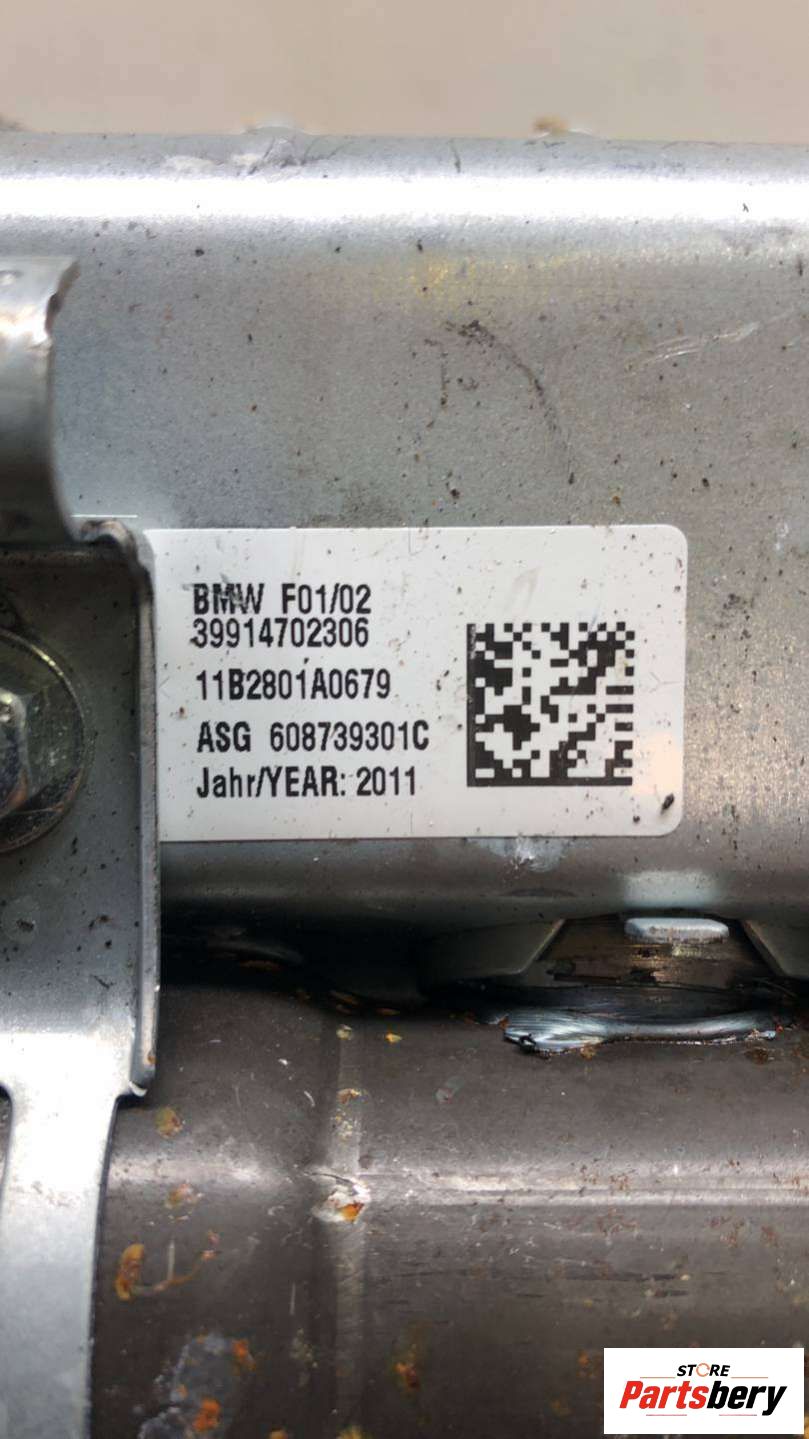 BMW F01/02
39914702306
11B2801A0679
ASG 608739301C
Jahr/YEAR: 2011
STORE
Partsbery